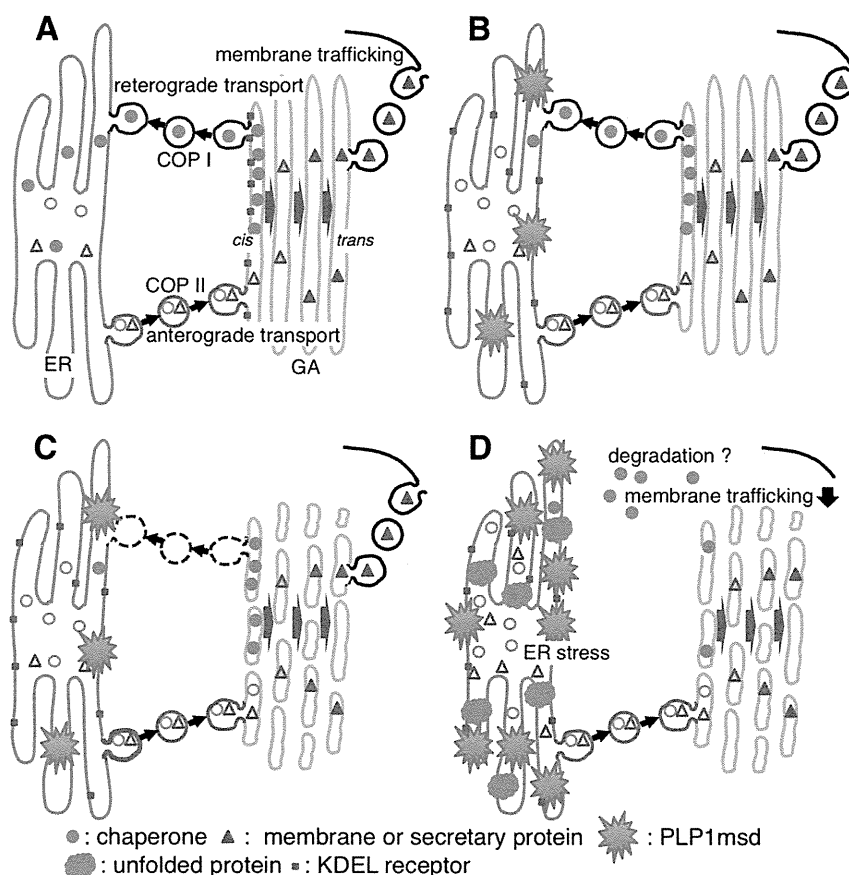 A
membrane trafficking
reterograde transport
COP I
cis
trans
COP II
anterograde transport
ER
GA
B
C
D
degradation ?
membrane trafficking
ER stress
: chaperone : membrane or secretary protein : PLP1msd
: unfolded protein : KDEL receptor